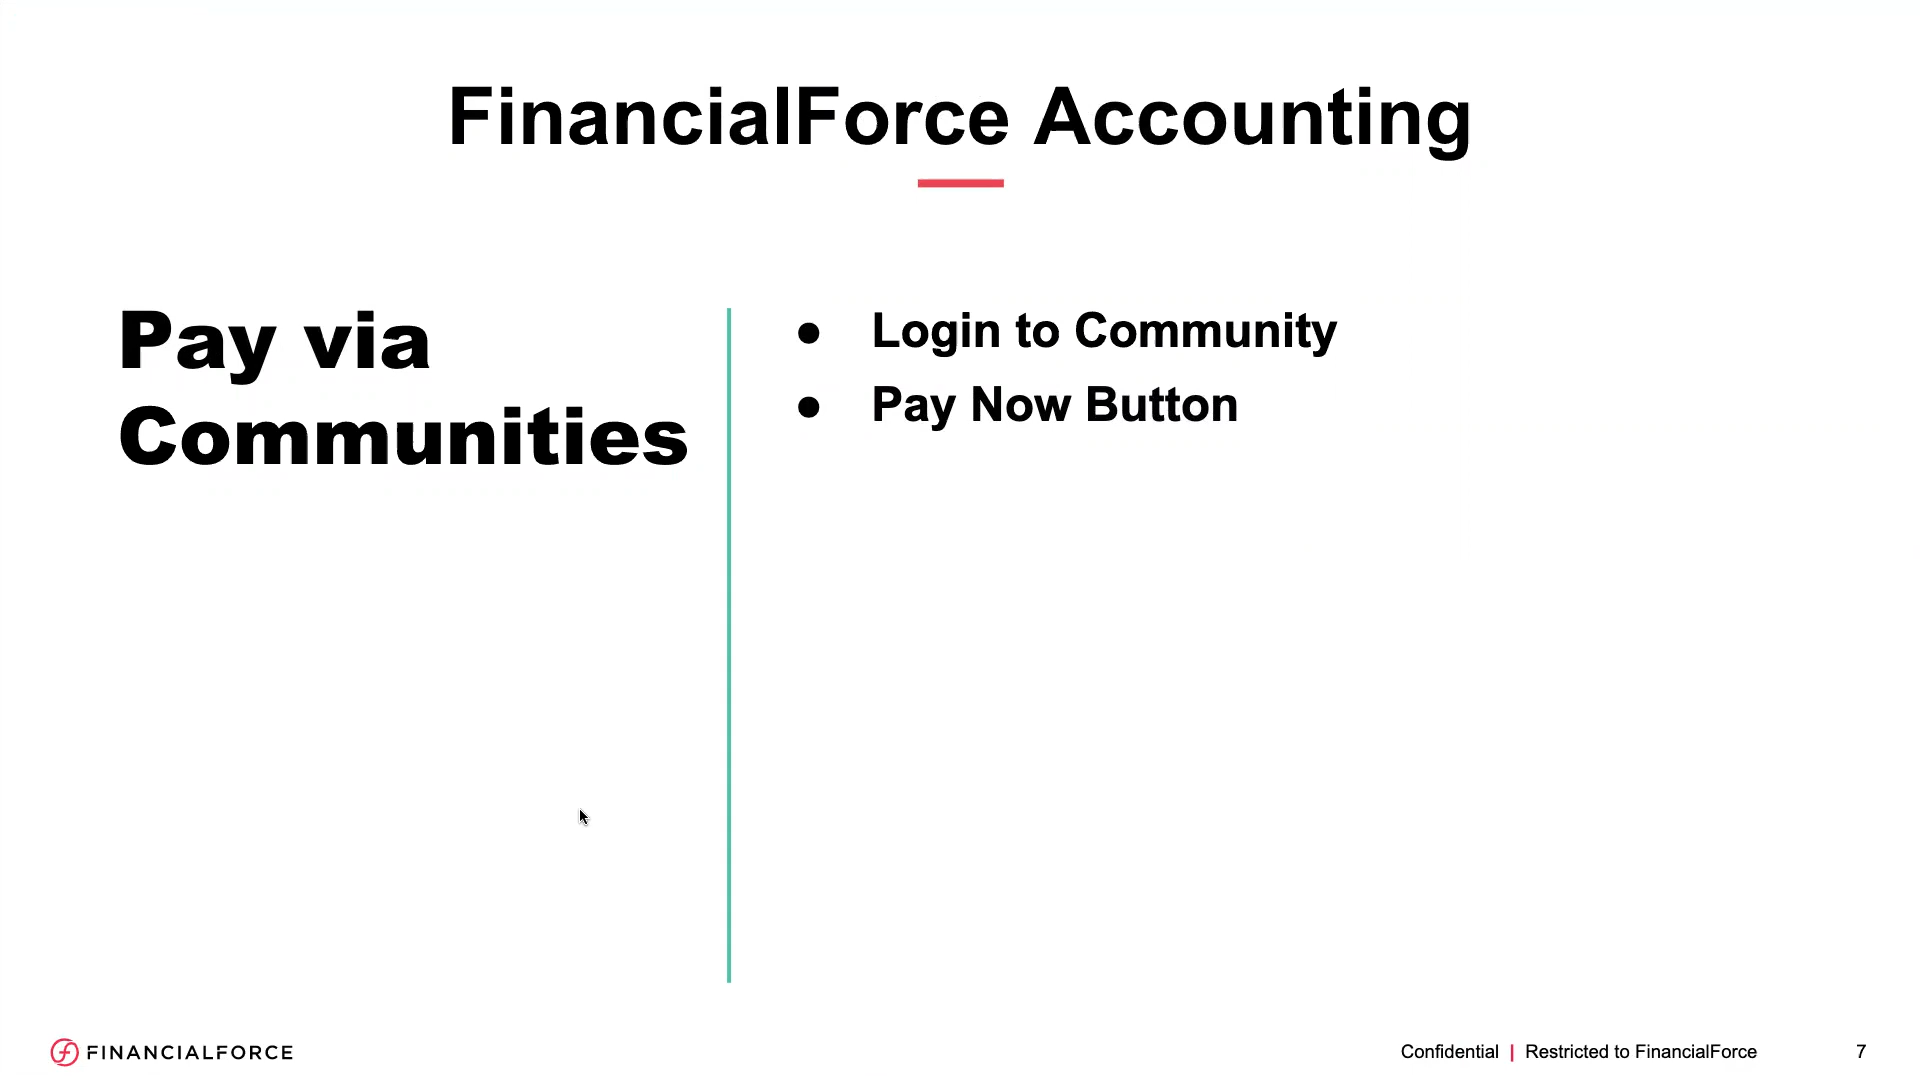 FinancialForce Accounting
Pay via
Communities
● Login to Community
● Pay Now Button
FINANCIALFORCE
Confidential | Restricted to FinancialForce
7